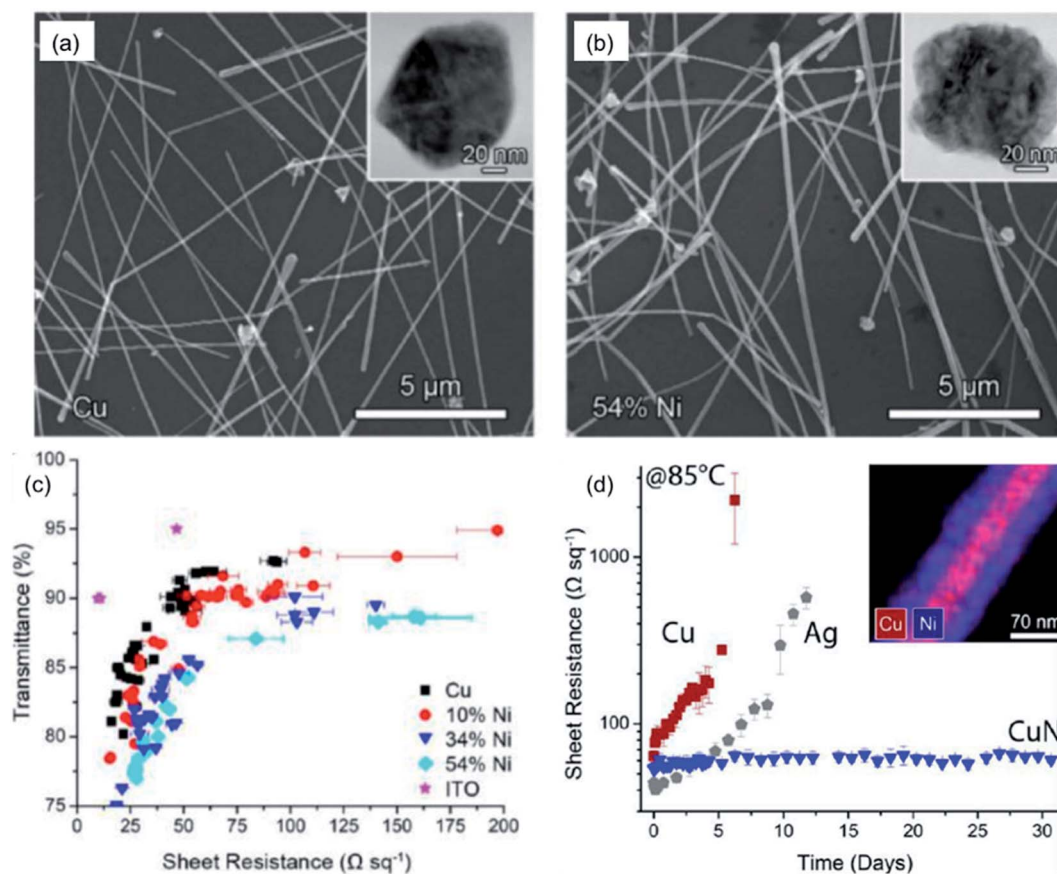 (a)
20 nm
Cu
5 μm
(b)
20 nm
54% Ni
5 μm
(c)
Transmittance (%)
100
95
90
85
80
75
0 25 50 75 100 125 150 175 200
Sheet Resistance (Ω sq⁻¹)
Cu
10% Ni
34% Ni
54% Ni
ITO
(d)
@85°C
Sheet Resistance (Ω sq⁻¹)
1000
100
Cu
Ag
CuN
Cu Ni
70 nm
0 5 10 15 20 25 30
Time (Days)